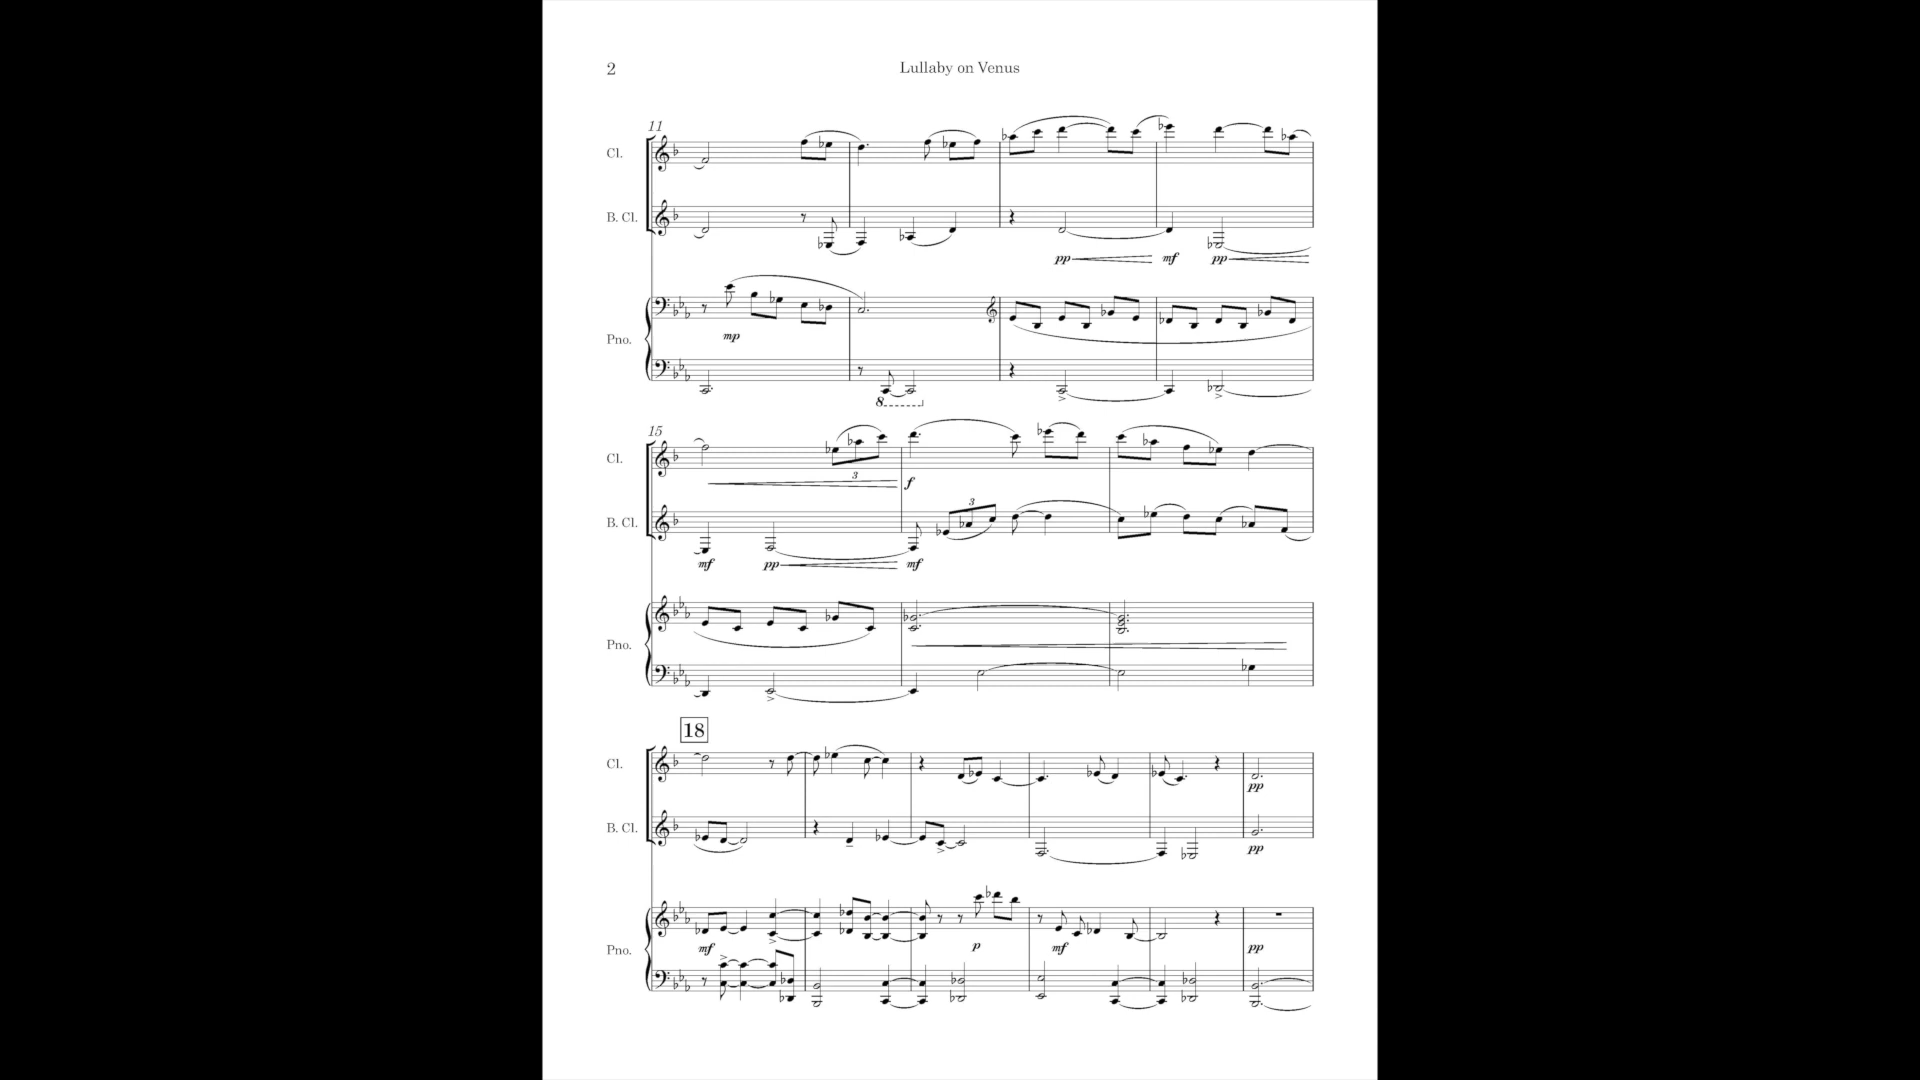 2
Lullaby on Venus
11
Cl.
B. Cl.
pp mf pp
mp
Pno.
8
15
Cl.
3
f
3
B. Cl.
mf pp mf
Pno.
18
Cl.
pp
B. Cl.
pp
mf p mf pp
Pno.